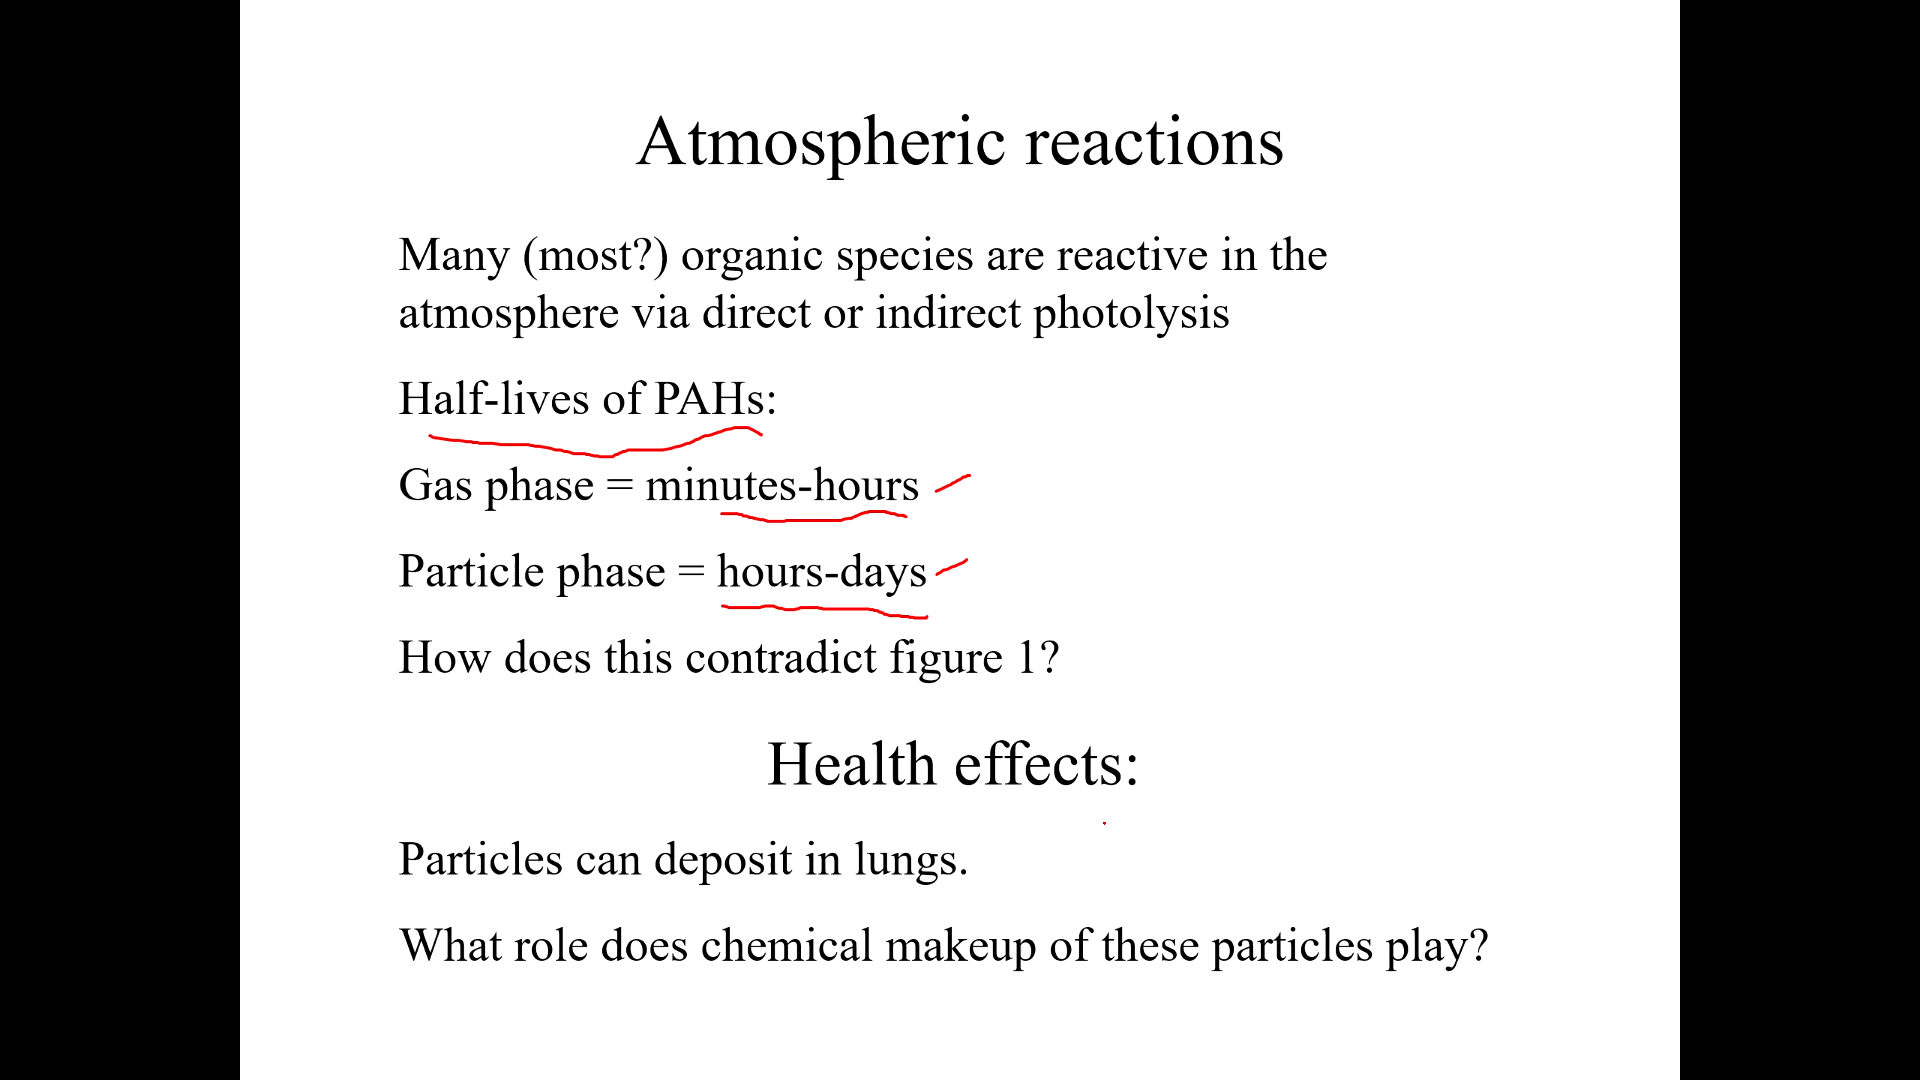 Atmospheric reactions
Many (most?) organic species are reactive in the
atmosphere via direct or indirect photolysis
Half-lives of PAHs:
Gas phase = minutes-hours
Particle phase = hours-days
How does this contradict figure 1?
Health effects:
Particles can deposit in lungs.
What role does chemical makeup of these particles play?